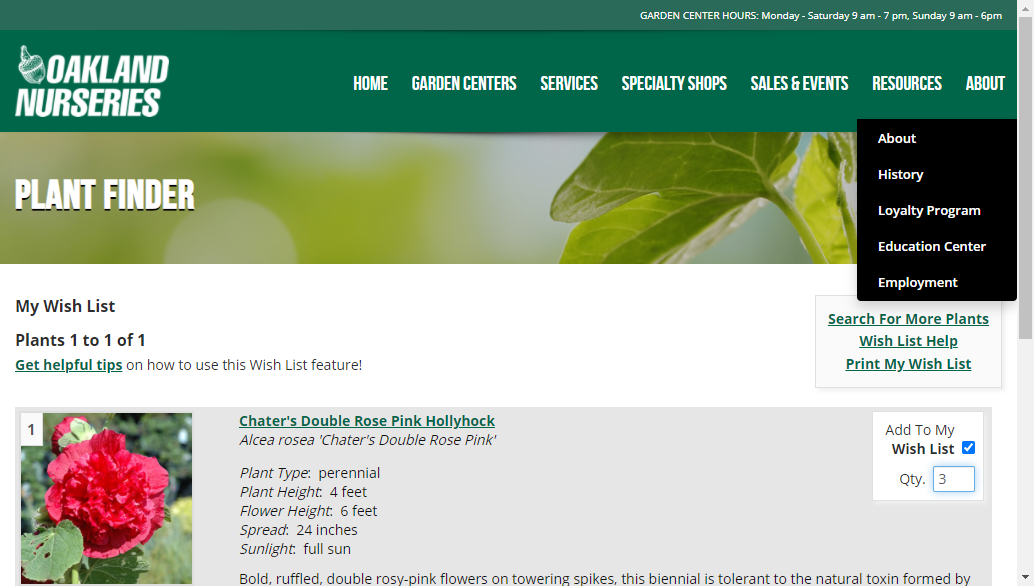 GARDEN CENTER HOURS: Monday - Saturday 9 am - 7 pm, Sunday 9 am - 6pm
OAKLAND
NURSERIES
HOME GARDEN CENTERS SERVICES SPECIALTY SHOPS SALES & EVENTS RESOURCES ABOUT
About
History
Loyalty Program
Education Center
Employment
PLANT FINDER
My Wish List
Plants 1 to 1 of 1
Get helpful tips on how to use this Wish List feature!
Search For More Plants
Wish List Help
Print My Wish List
1
Chater's Double Rose Pink Hollyhock
Alcea rosea 'Chater's Double Rose Pink'
Plant Type: perennial
Plant Height: 4 feet
Flower Height: 6 feet
Spread: 24 inches
Sunlight: full sun
Bold, ruffled, double rosy-pink flowers on towering spikes, this biennial is tolerant to the natural toxin formed by
Add To My
Wish List
Qty. 3